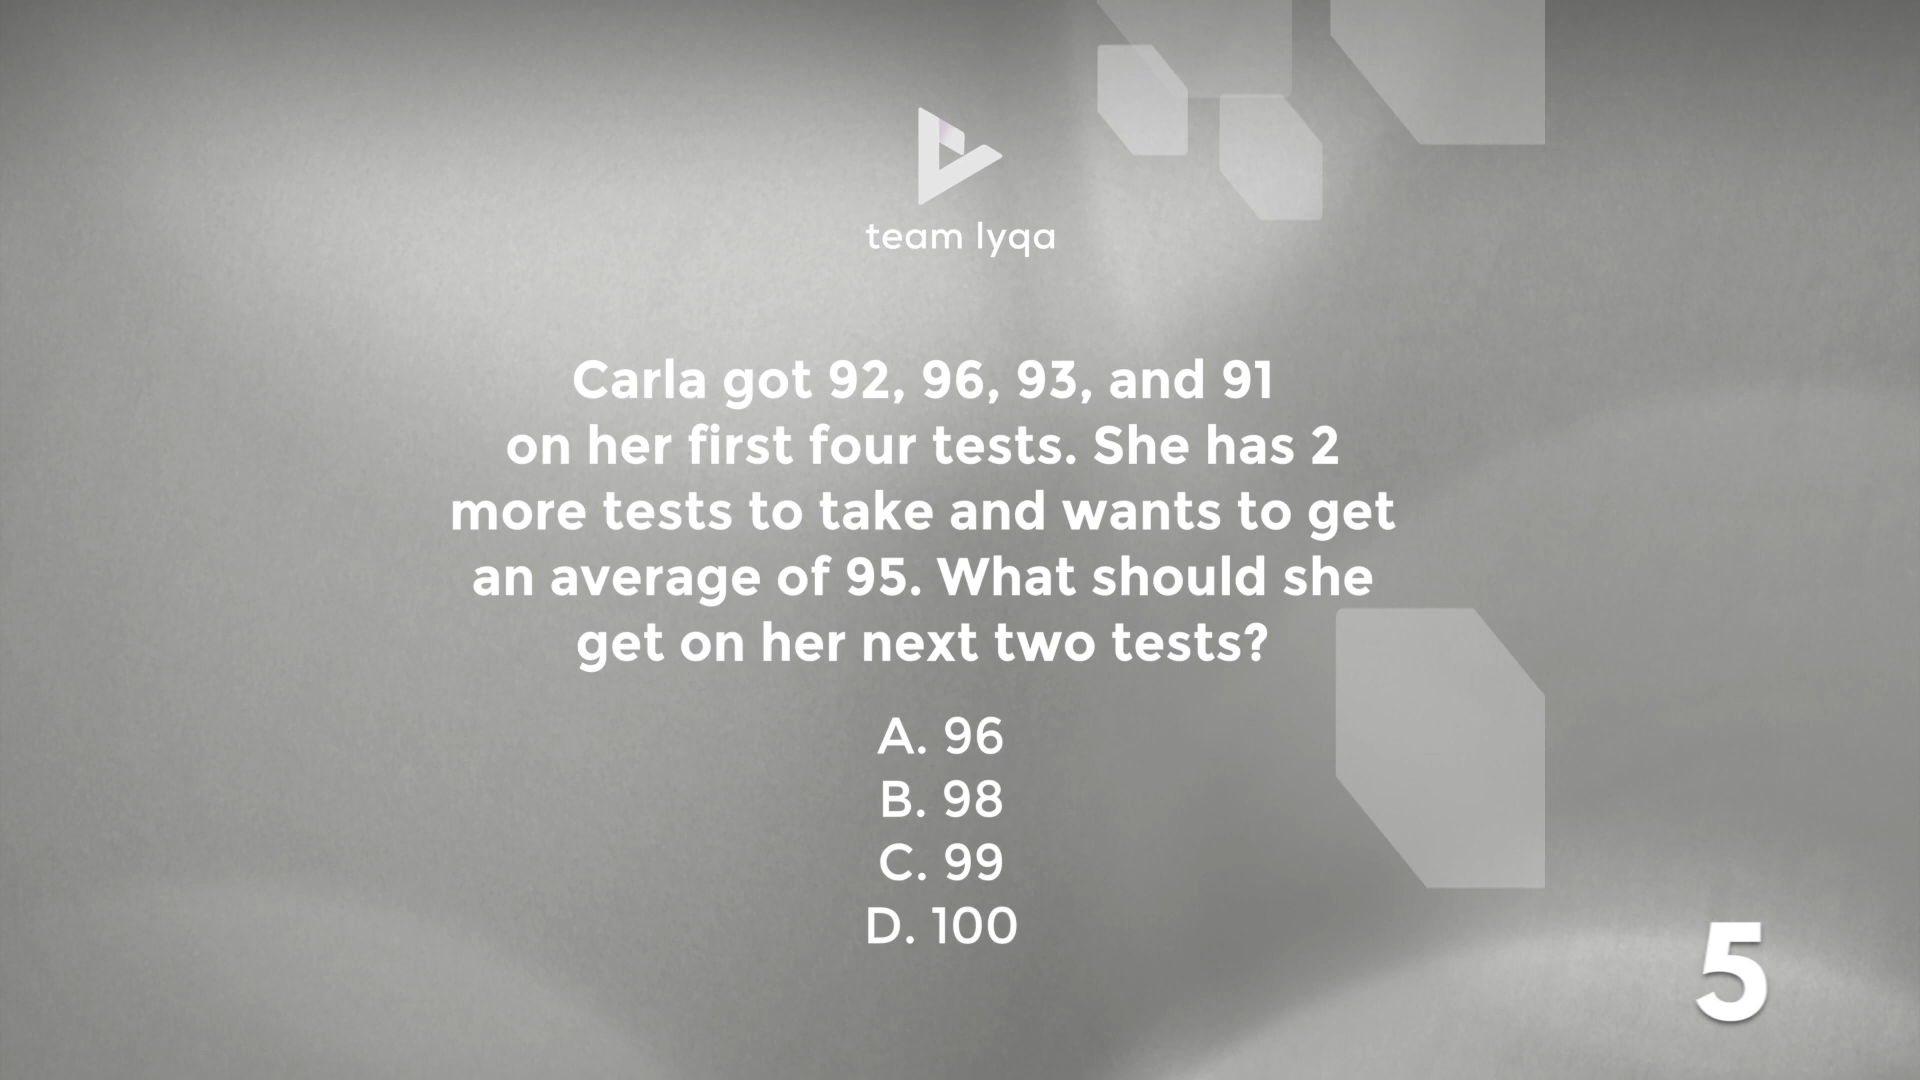 team lyqa
Carla got 92, 96, 93, and 91
on her first four tests. She has 2
more tests to take and wants to get
an average of 95. What should she
get on her next two tests?
A. 96
B. 98
C. 99
D. 100
5